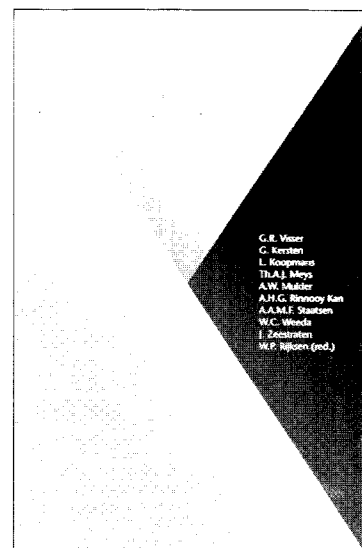 G.R. Visser
G. Kersten
L. Koopmans
Th.A.J. Meys
A.W. Mulder
A.H.G. Rinnooy Kan
A.A.M.F. Staatsen
W.C. Weeda
J. Zeestraten
W.P. Rijksen (red.)